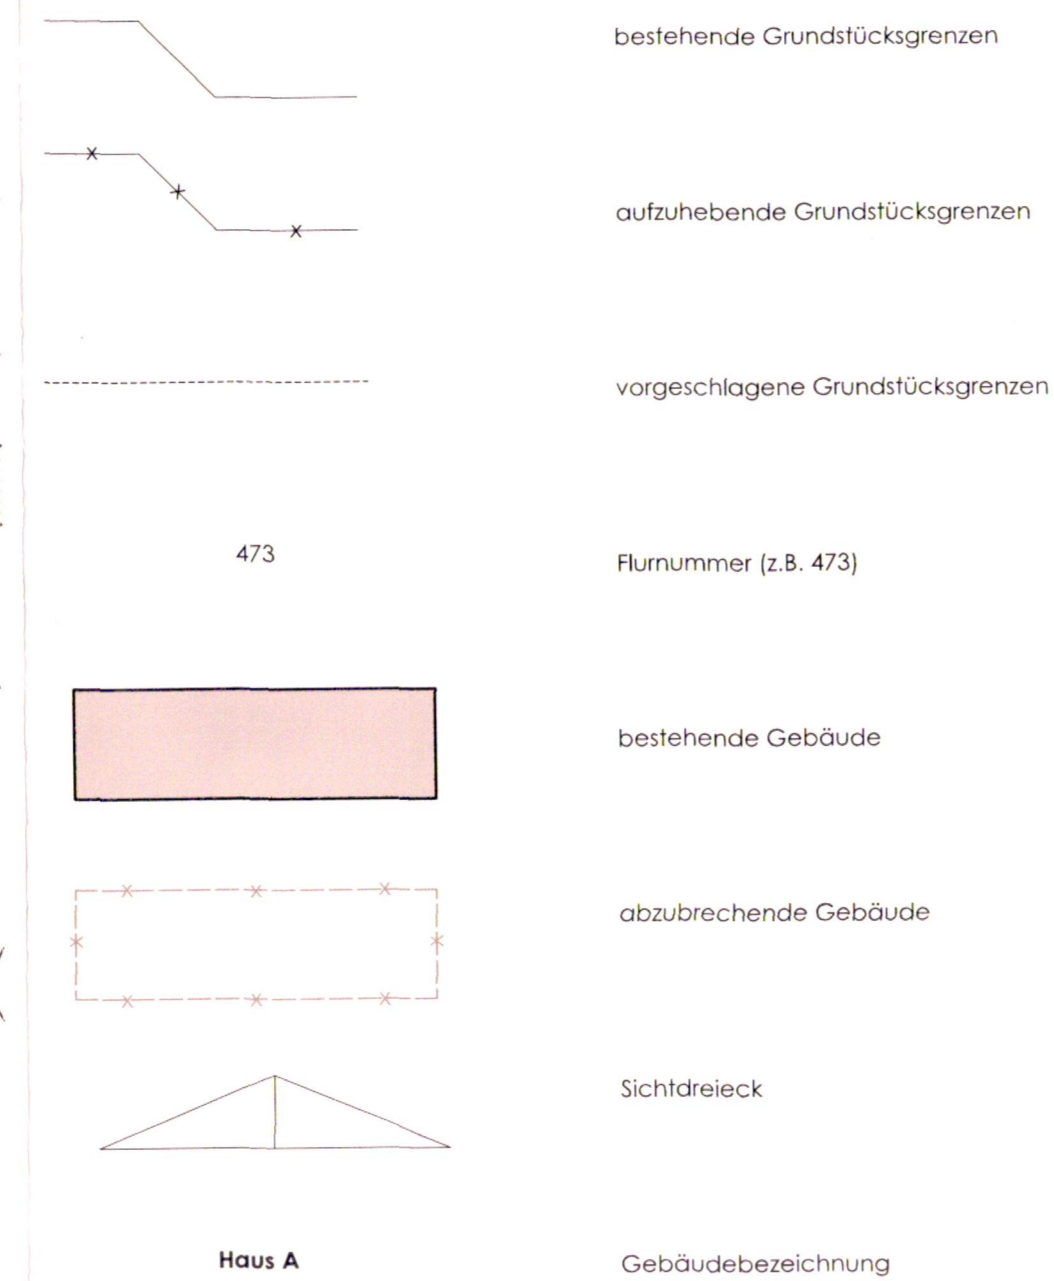 bestehende Grundstücksgrenzen
aufzuhebende Grundstücksgrenzen
vorgeschlagene Grundstücksgrenzen
473
Flurnummer (z.B. 473)
bestehende Gebäude
abzubrechende Gebäude
Sichtdreieck
Haus A
Gebäudebezeichnung